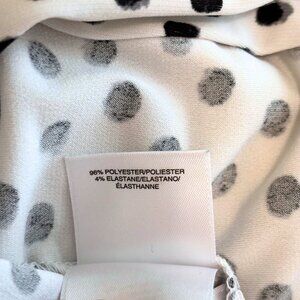 96% POLYESTER/POLIESTER
4% ELASTANE/ELASTANO/
ÉLASTHANNE